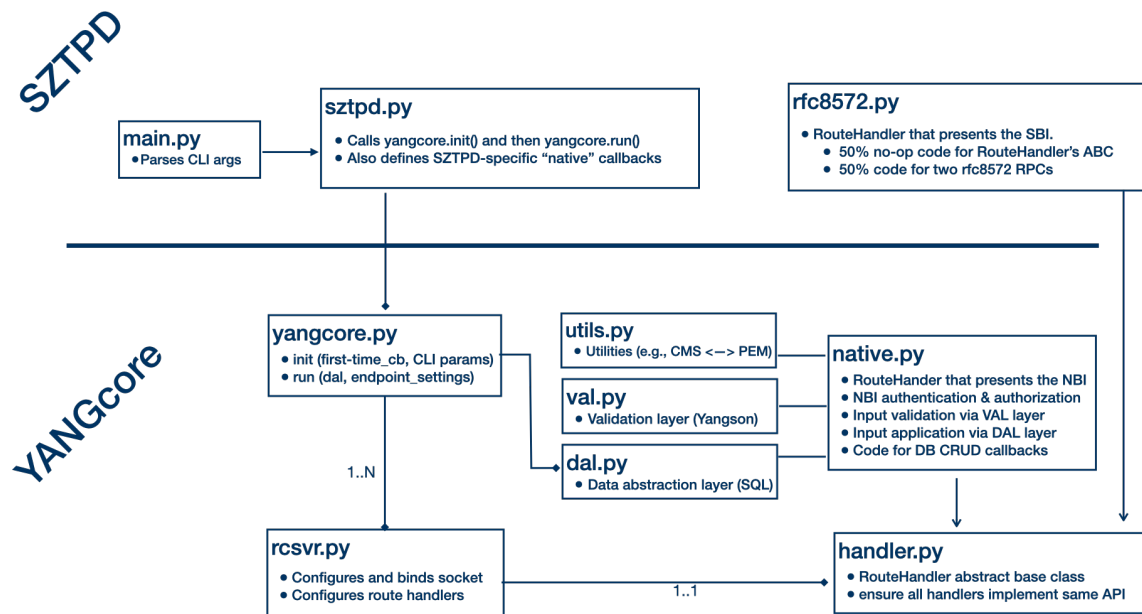 SZTPD
main.py
•Parses CLI args
sztpd.py
• Calls yangcore.init() and then yangcore.run()
• Also defines SZTPD-specific “native” callbacks
rfc8572.py
• RouteHandler that presents the SBI.
• 50% no-op code for RouteHandler’s ABC
• 50% code for two rfc8572 RPCs
YANGcore
yangcore.py
• init (first-time_cb, CLI params)
• run (dal, endpoint_settings)
utils.py
• Utilities (e.g., CMS <—> PEM)
val.py
• Validation layer (Yangson)
dal.py
• Data abstraction layer (SQL)
native.py
• RouteHander that presents the NBI
• NBI authentication & authorization
• Input validation via VAL layer
• Input application via DAL layer
• Code for DB CRUD callbacks
1..N
rcsvr.py
• Configures and binds socket
• Configures route handlers
1..1
handler.py
• RouteHandler abstract base class
• ensure all handlers implement same API